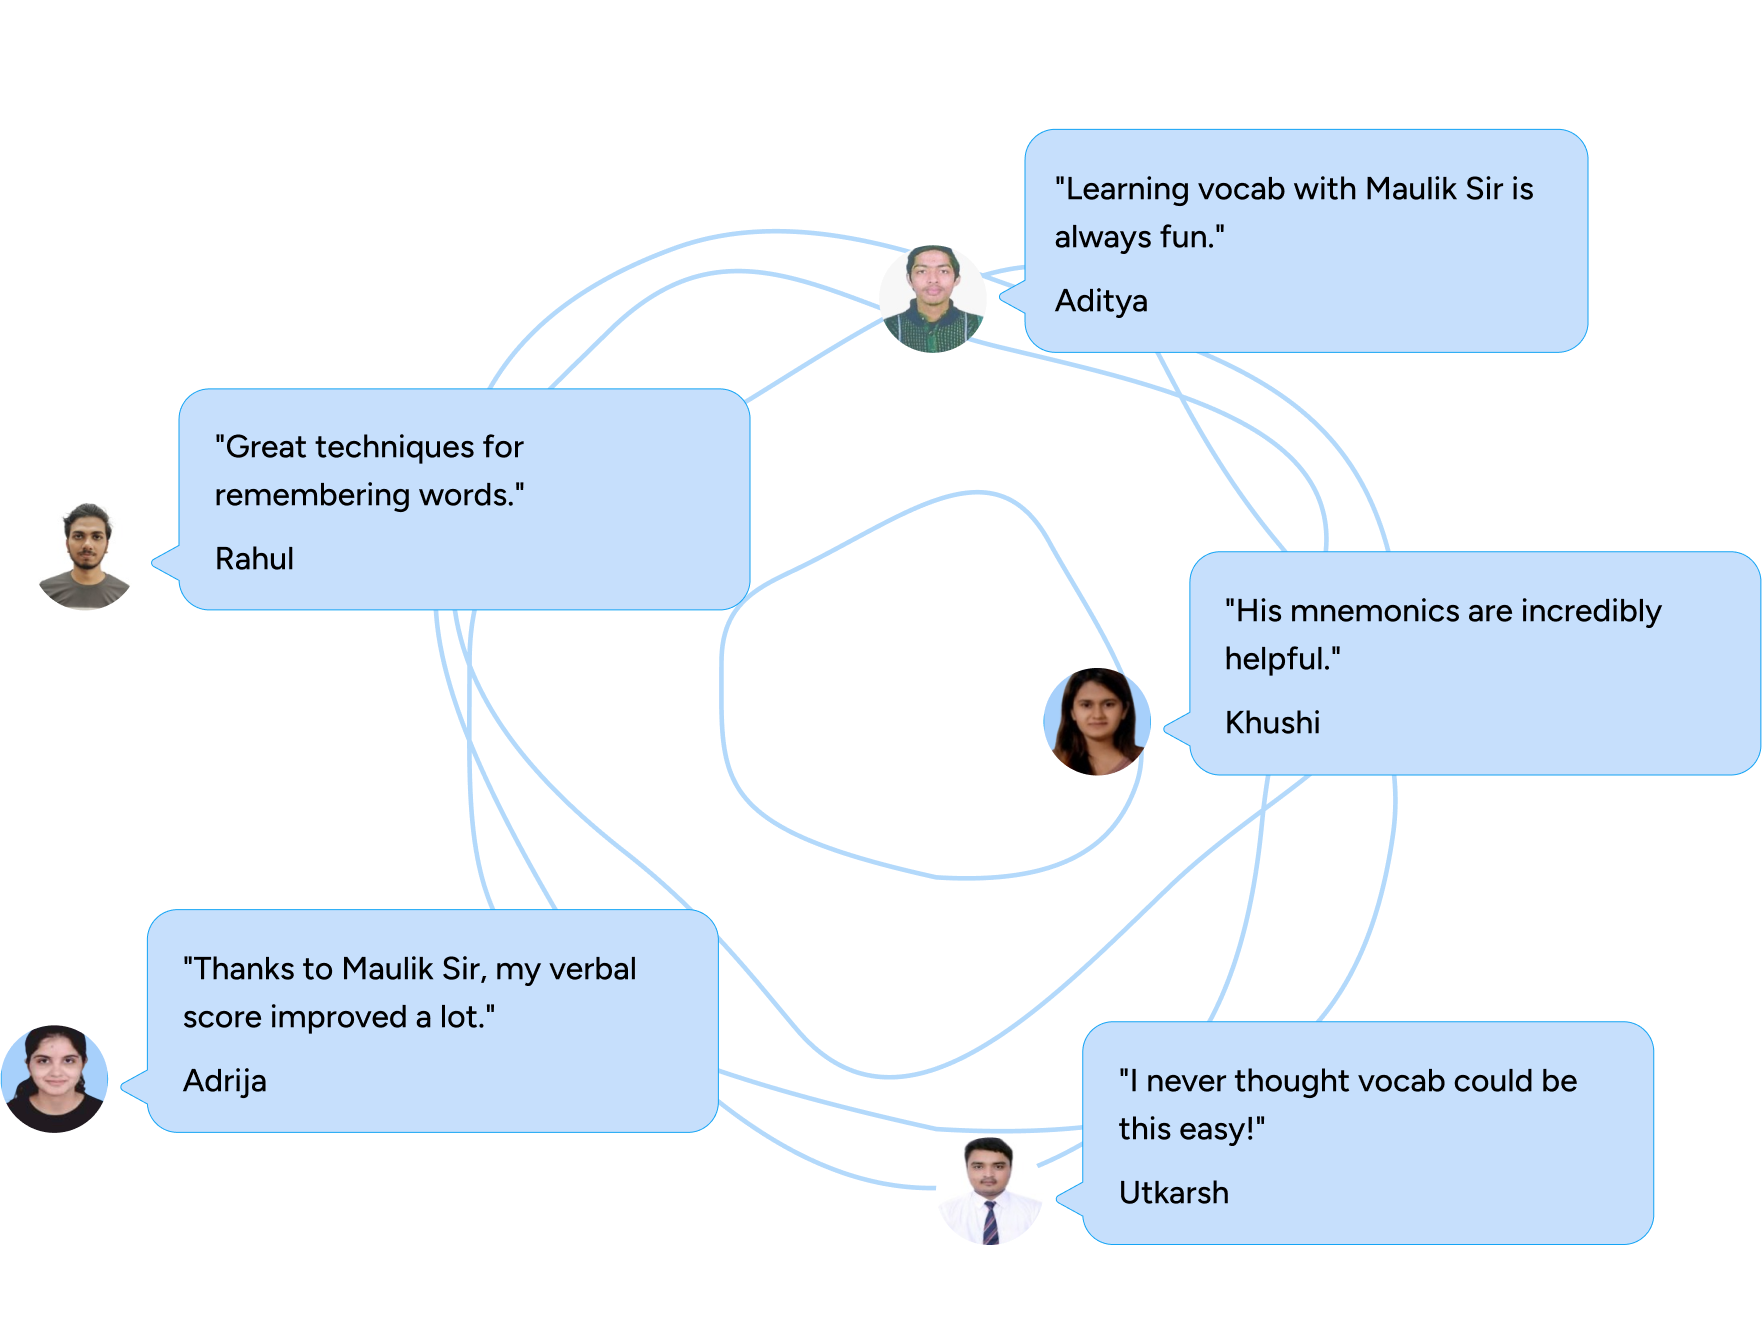 "Learning vocab with Maulik Sir is
always fun."
Aditya
"Great techniques for
remembering words."
Rahul
"His mnemonics are incredibly
helpful."
Khushi
"Thanks to Maulik Sir, my verbal
score improved a lot."
Adrija
"I never thought vocab could be
this easy!"
Utkarsh